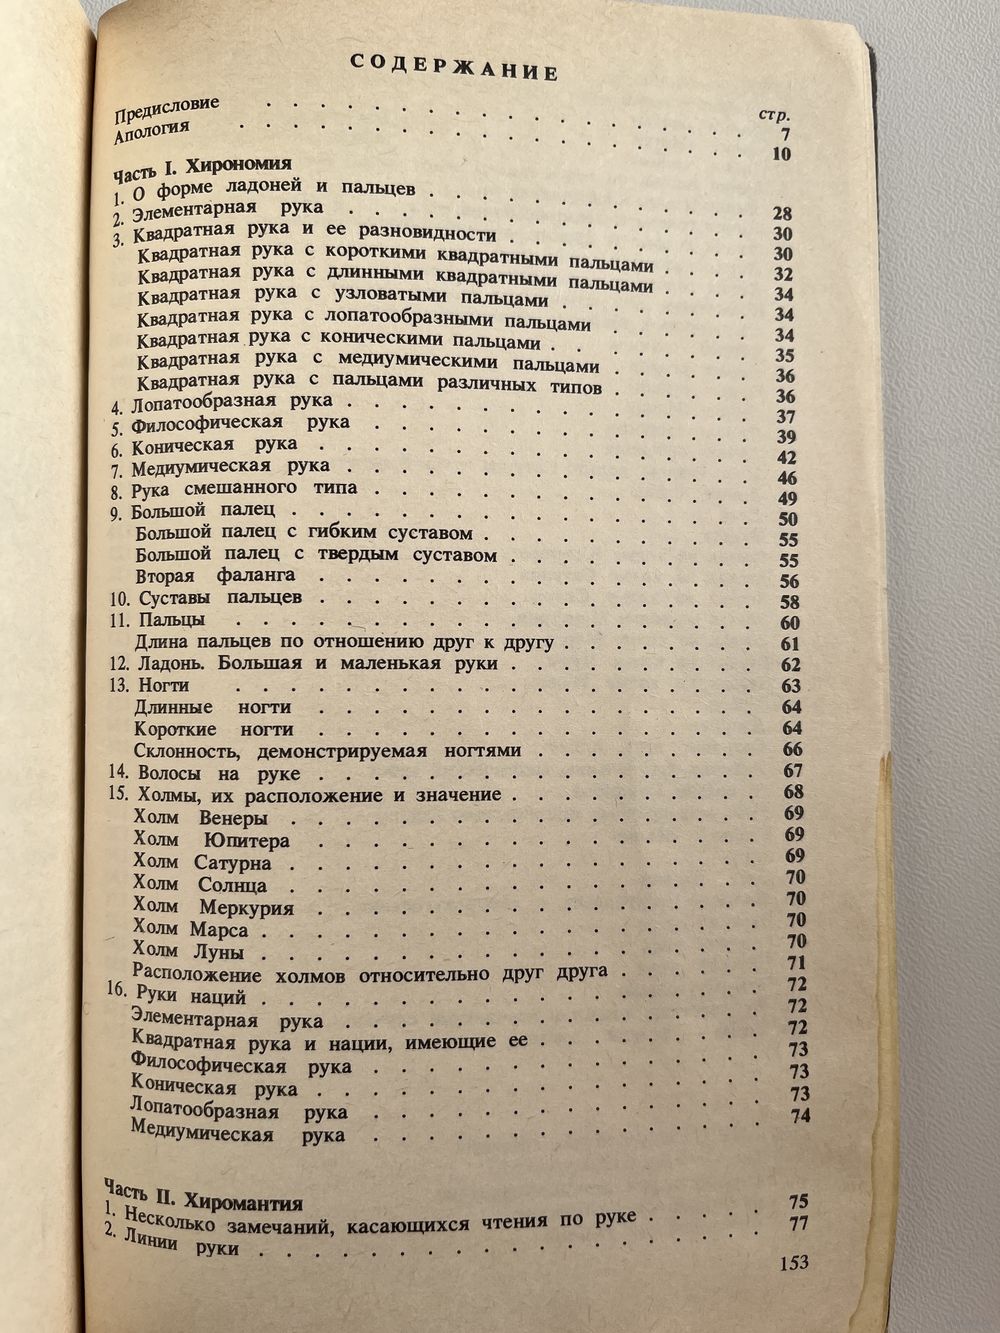 СОДЕРЖАНИЕ
стр.
Предисловие . . . . . . . . . . . . . . . . . . 7
Апология . . . . . . . . . . . . . . . . . . . 10
Часть I. Хирономия
1. О форме ладоней и пальцев . . . . . . . . . . . . 28
2. Элементарная рука . . . . . . . . . . . . . . . 30
3. Квадратная рука и ее разновидности . . . . . . . . . 30
Квадратная рука с короткими квадратными пальцами . . . . 32
Квадратная рука с длинными квадратными пальцами . . . . 34
Квадратная рука с узловатыми пальцами . . . . . . . 34
Квадратная рука с лопатообразными пальцами . . . . . . 34
Квадратная рука с коническими пальцами . . . . . . . 35
Квадратная рука с медиумическими пальцами . . . . . . 36
Квадратная рука с пальцами различных типов . . . . . . 36
4. Лопатообразная рука . . . . . . . . . . . . . . . 37
5. Философическая рука . . . . . . . . . . . . . . 39
6. Коническая рука . . . . . . . . . . . . . . . . 42
7. Медиумическая рука . . . . . . . . . . . . . . . 46
8. Рука смешанного типа . . . . . . . . . . . . . . 49
9. Большой палец . . . . . . . . . . . . . . . . . 50
Большой палец с гибким суставом . . . . . . . . . . 55
Большой палец с твердым суставом . . . . . . . . . 55
Вторая фаланга . . . . . . . . . . . . . . . . 56
10. Суставы пальцев . . . . . . . . . . . . . . . . 58
11. Пальцы . . . . . . . . . . . . . . . . . . . 60
Длина пальцев по отношению друг к другу . . . . . . . 61
12. Ладонь. Большая и маленькая руки . . . . . . . . . 62
13. Ногти . . . . . . . . . . . . . . . . . . . 63
Длинные ногти . . . . . . . . . . . . . . . . 64
Короткие ногти . . . . . . . . . . . . . . . . 64
Склонность, демонстрируемая ногтями . . . . . . . . 66
14. Волосы на руке . . . . . . . . . . . . . . . . 67
15. Холмы, их расположение и значение . . . . . . . . . 68
Холм Венеры . . . . . . . . . . . . . . . . . 69
Холм Юпитера . . . . . . . . . . . . . . . . 69
Холм Сатурна . . . . . . . . . . . . . . . . . 69
Холм Солнца . . . . . . . . . . . . . . . . . 70
Холм Меркурия . . . . . . . . . . . . . . . . 70
Холм Марса . . . . . . . . . . . . . . . . . . 70
Холм Луны . . . . . . . . . . . . . . . . . . 70
Расположение холмов относительно друг друга . . . . . . 71
16. Руки наций . . . . . . . . . . . . . . . . . . 72
Элементарная рука . . . . . . . . . . . . . . . 72
Квадратная рука и нации, имеющие ее . . . . . . . . 72
Философическая рука . . . . . . . . . . . . . . 73
Коническая рука . . . . . . . . . . . . . . . . 73
Лопатообразная рука . . . . . . . . . . . . . . 73
Медиумическая рука . . . . . . . . . . . . . . 74
Часть II. Хиромантия
1. Несколько замечаний, касающихся чтения по руке . . . . . 75
2. Линии руки . . . . . . . . . . . . . . . . . . 77
153